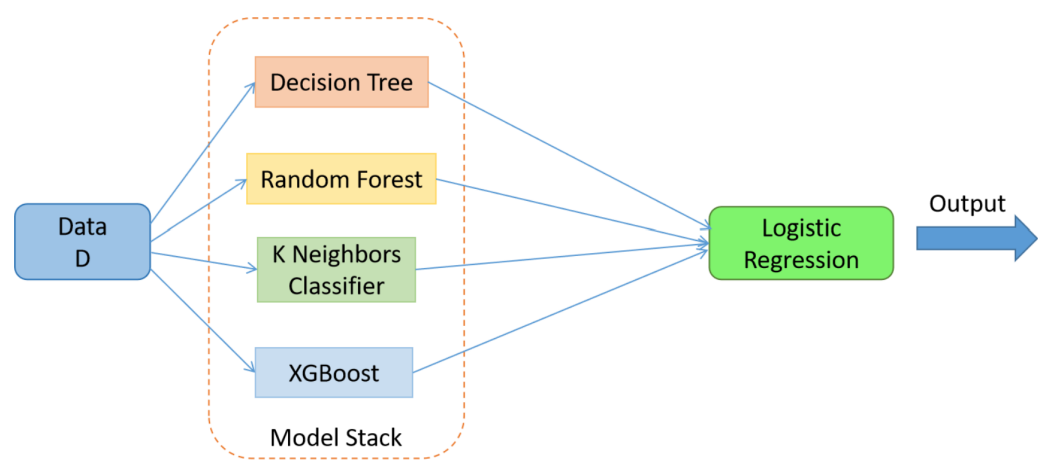 Data
D
Decision Tree
Random Forest
K Neighbors
Classifier
XGBoost
Model Stack
Logistic
Regression
Output